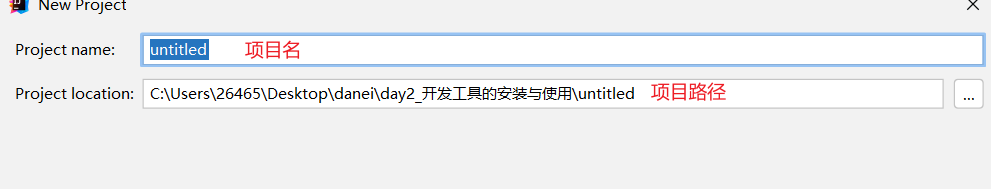 New Project
Project name: untitled 项目名
Project location: C:\Users\26465\Desktop\danei\day2_开发工具的安装与使用\untitled 项目路径 ...